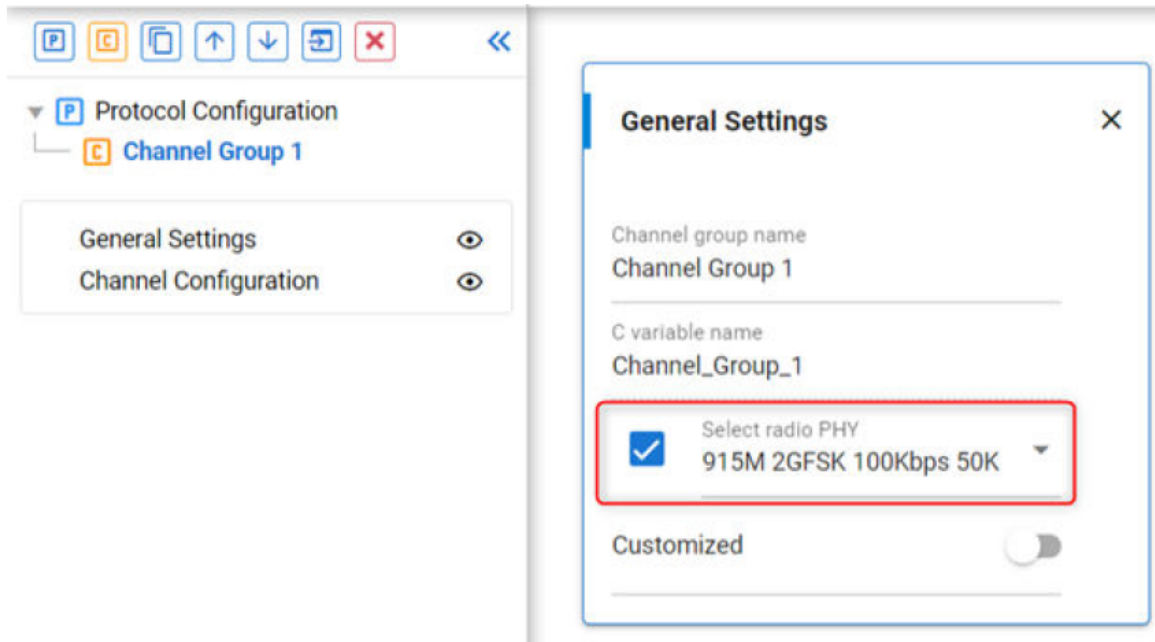 P C
P Protocol Configuration
C Channel Group 1
General Settings
Channel Configuration
General Settings
Channel group name
Channel Group 1
C variable name
Channel_Group_1
Select radio PHY
915M 2GFSK 100Kbps 50K
Customized